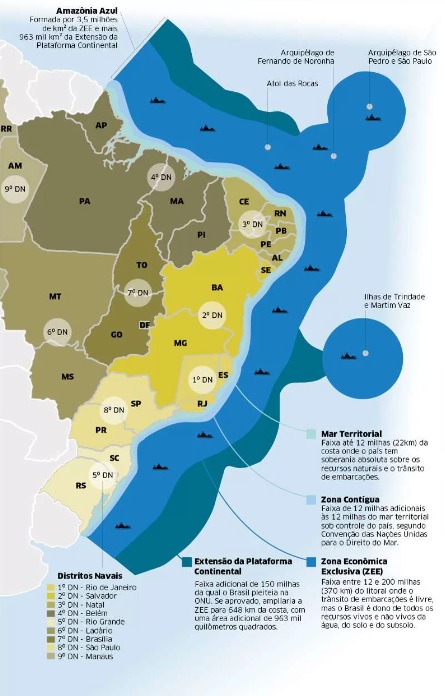 Amazônia Azul
Formada por 3,5 milhões
de km² da ZEE e mais
963 mil km² da Extensão da
Plataforma Continental
Arquipélago de
Fernando de Noronha
Arquipélago de São
Pedro e São Paulo
Atol das Rocas
RR
AP
AM
9º DN
4º DN
PA
MA
CE
3º DN
RN
PB
PI
PE
AL
SE
TO
7º DN
BA
2º DN
MT
6º DN
DF
GO
MG
Ilhas de Trindade
e Martim Vaz
MS
1º DN
ES
RJ
8º DN
SP
PR
SC
5º DN
RS
Mar Territorial
Faixa até 12 milhas (22km) da
costa onde o país tem
soberania absoluta sobre os
recursos naturais e o trânsito
de embarcações.
Zona Contígua
Faixa de 12 milhas adicionais
às 12 milhas do mar territorial
sob controle do país, segundo
Convenção das Nações Unidas
para o Direito do Mar.
Extensão da Plataforma
Continental
Faixa adicional de 150 milhas
da qual o Brasil pleiteia na
ONU. Se aprovado, ampliaria a
ZEE para 648 km da costa, com
uma área adicional de 963 mil
quilômetros quadrados.
Zona Econômica
Exclusiva (ZEE)
Faixa entre 12 e 200 milhas
(370 km) do litoral onde o
trânsito de embarcações é livre,
mas o Brasil é dono de todos os
recursos vivos e não vivos da
água, do solo e do subsolo.
Distritos Navais
1º DN - Rio de Janeiro
2º DN - Salvador
3º DN - Natal
4º DN - Belém
5º DN - Rio Grande
6º DN - Ladário
7º DN - Brasília
8º DN - São Paulo
9º DN - Manaus